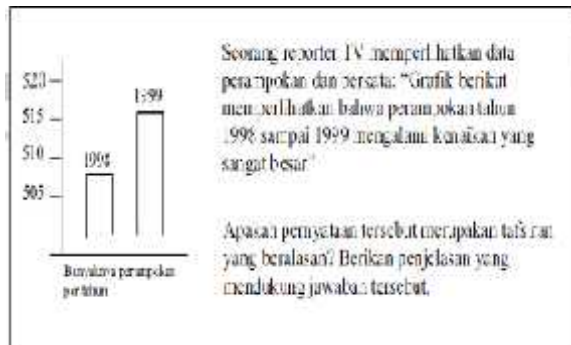 520
515
510
505
1999
1998
Banyaknya perampokan
per tahun
Seorang reporter TV memperlihatkan data
perampokan dan berkata: "Grafik berikut
memperlihatkan bahwa perampokan tahun
1998 sampai 1999 mengalami kenaikan yang
sangat besar"
Apakah pernyataan tersebut merupakan tafsiran
yang beralasan? Berikan penjelasan yang
mendukung jawaban tersebut.